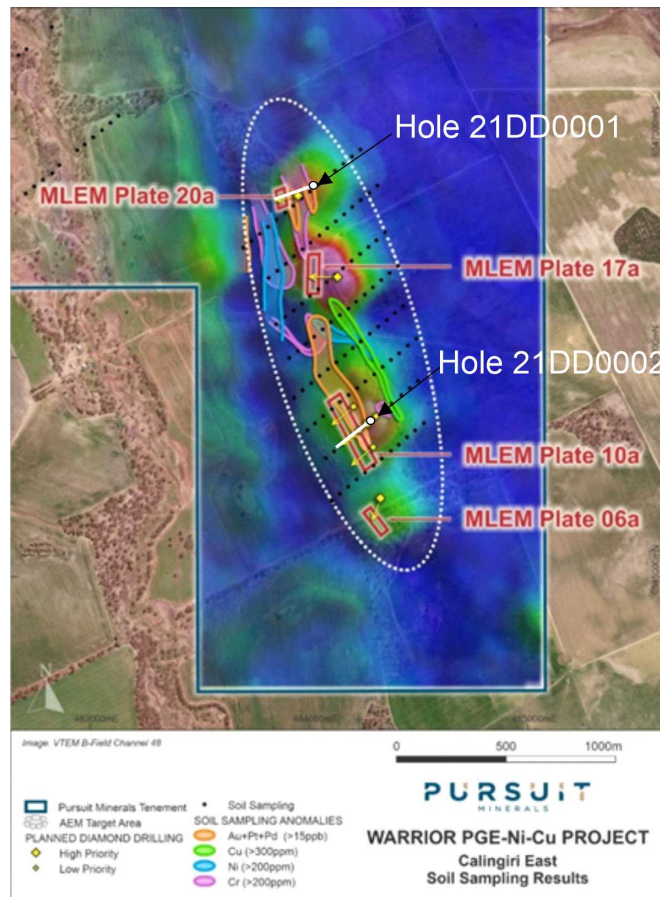 Hole 21DD0001
MLEM Plate 20a
MLEM Plate 17a
Hole 21DD0002
MLEM Plate 10a
MLEM Plate 06a
N
463000mE
464000mE
Image: VTEM B-Field Channel 48
0 500 1000m
Pursuit Minerals Tenement
AEM Target Area
PLANNED DIAMOND DRILLING
High Priority
Low Priority
Soil Sampling
SOIL SAMPLING ANOMALIES
Au+Pt+Pd (>15ppb)
Cu (>300ppm)
Ni (>200ppm)
Cr (>200ppm)
PURSUIT
MINERALS
WARRIOR PGE-Ni-Cu PROJECT
Calingiri East
Soil Sampling Results